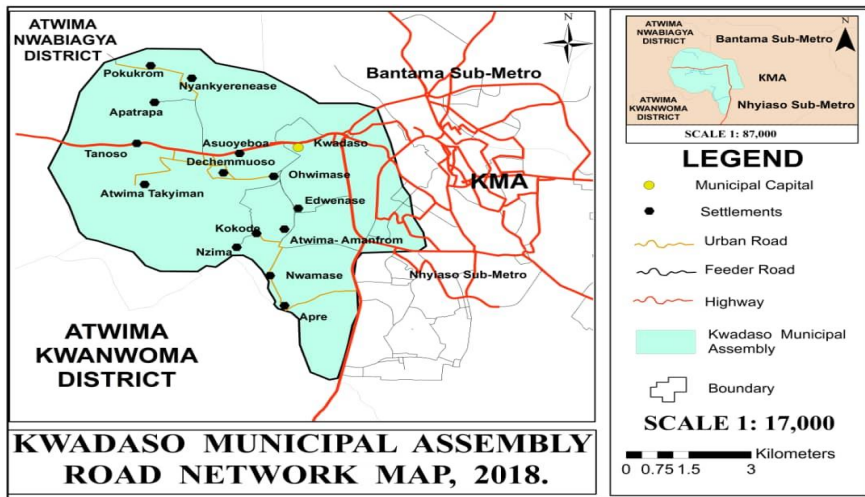 ATWIMA
NWABIAGYA
DISTRICT
N
Pokukrom
Nyankyerenease
Bantama Sub-Metro
Apatrapa
Asuoyeboa
Kwadaso
Tanoso
Dechemmuoso
Ohwimase
KMA
Atwima Takyiman
Edwenase
Kokode
Atwima- Amanfrom
Nzima
Nwamase
Nhyiaso Sub-Metro
Apre
ATWIMA
KWANWOMA
DISTRICT
KWADASO MUNICIPAL ASSEMBLY
ROAD NETWORK MAP, 2018.
ATWIMA
NWABIAGYA
DISTRICT
N
Bantama Sub-Metro
KMA
ATWIMA
KWANWOMA
DISTRICT
Nhyiaso Sub-Metro
SCALE 1: 87,000
LEGEND
Municipal Capital
Settlements
Urban Road
Feeder Road
Highway
Kwadaso Municipal
Assembly
Boundary
SCALE 1: 17,000
Kilometers
0 0.75 1.5 3